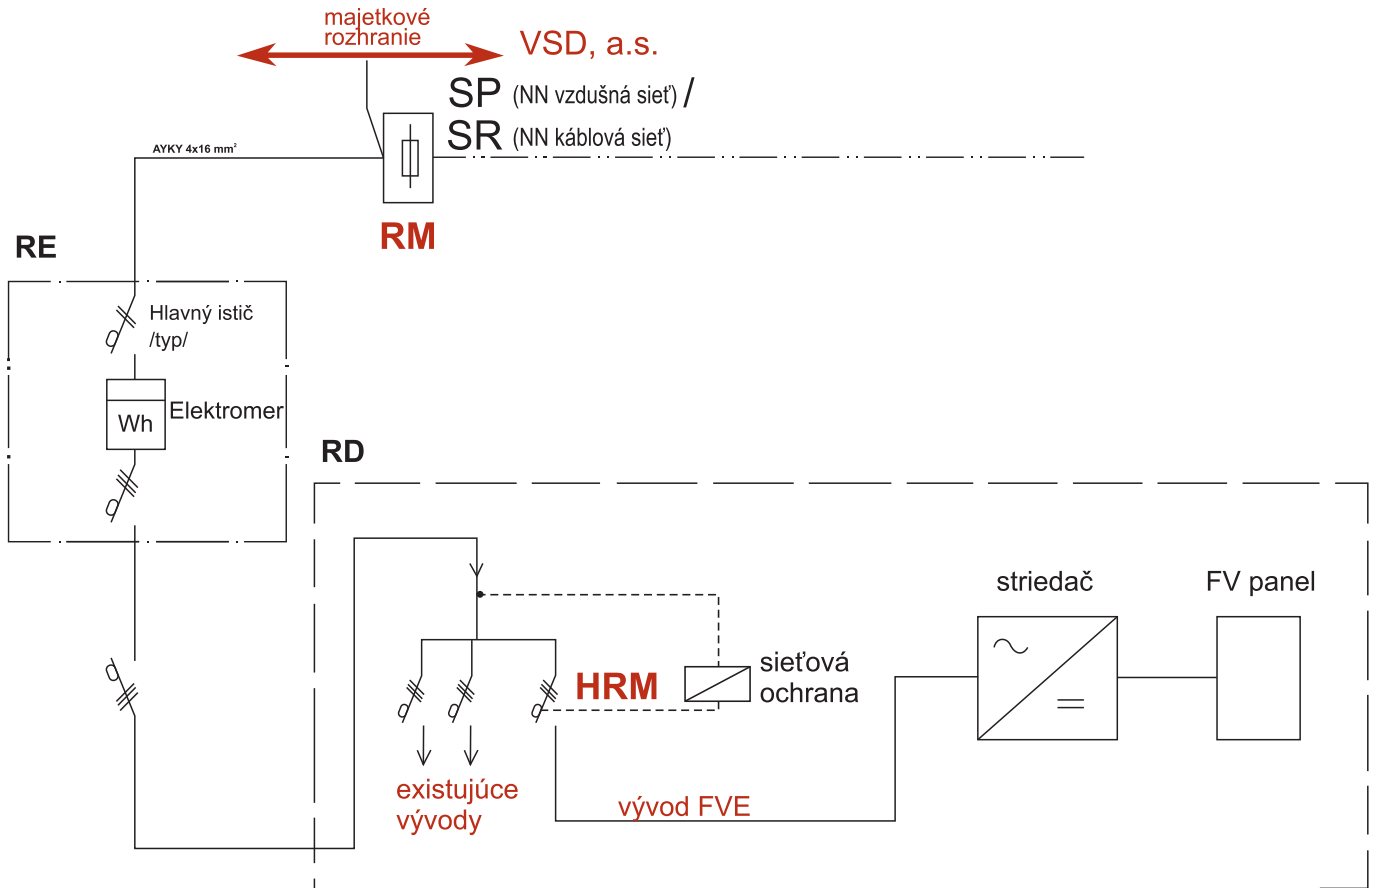 majetkové
rozhranie
VSD, a.s.
SP (NN vzdušná sieť) /
SR (NN káblová sieť)
AYKY 4x16 mm²
RM
RE
Hlavný istič
/typ/
Elektromer
Wh
RD
striedač
FV panel
sieťová
ochrana
HRM
existujúce
vývody
vývod FVE